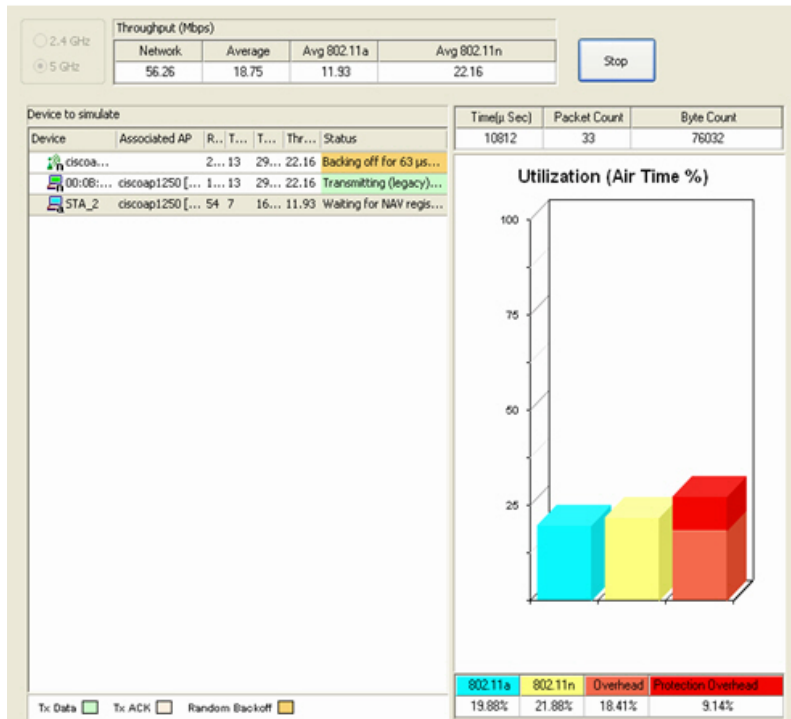 Throughput (Mbps)
2.4 GHz
5 GHz
Network Average Avg 802.11a Avg 802.11n
56.26 18.75 11.93 22.16
Stop
Device to simulate
Device Associated AP R... T... T... Thr... Status
ciscoa... 2... 13 29... 22.16 Backing off for 63 µs...
00:0B:... ciscoap1250 [... 1... 13 29... 22.16 Transmitting (legacy)...
STA_2 ciscoap1250 [... 54 7 16... 11.93 Waiting for NAV regis...
Tx Data Tx ACK Random Backoff
Time(µ Sec) Packet Count Byte Count
10812 33 76032
Utilization (Air Time %)
100
75
50
25
802.11a 802.11n Overhead Protection Overhead
19.88% 21.88% 18.41% 9.14%